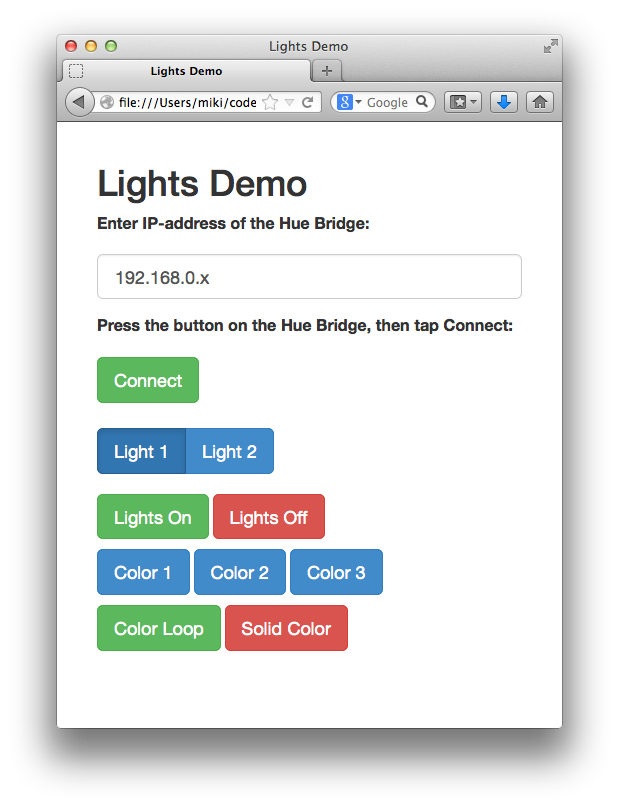 Lights Demo
Lights Demo
file:///Users/miki/code
Google
Lights Demo
Enter IP-address of the Hue Bridge:
192.168.0.x
Press the button on the Hue Bridge, then tap Connect:
Connect
Light 1 Light 2
Lights On Lights Off
Color 1 Color 2 Color 3
Color Loop Solid Color